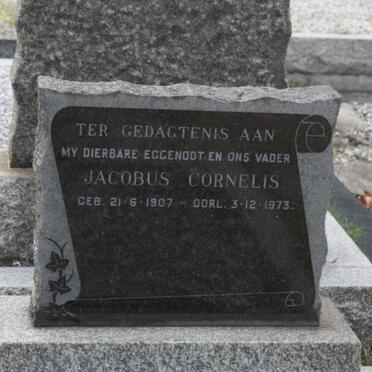 TER GEDAGTENIS AAN
MY DIERBARE EGGENOOT EN ONS VADER
JACOBUS CORNELIS
GEB. 21-6-1907 - OORL. 3-12-1973.